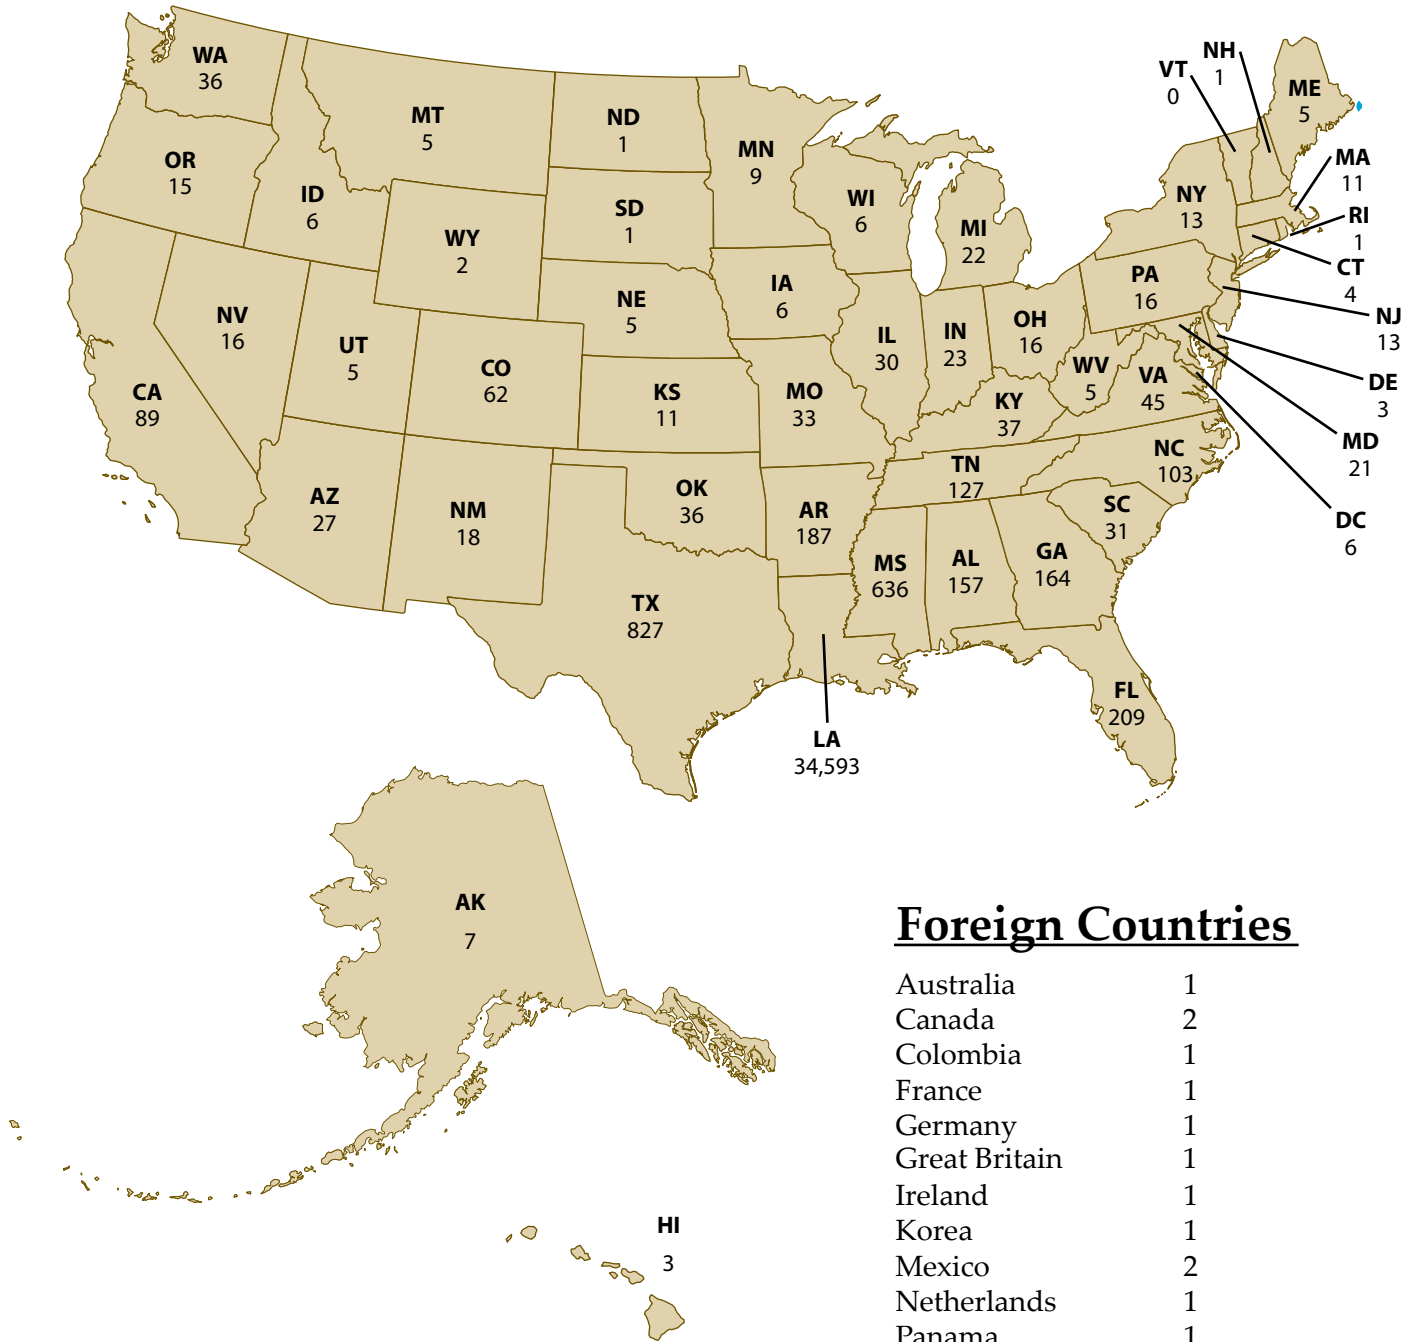 WA
36
OR
15
CA
89
NV
16
ID
6
MT
5
WY
2
UT
5
CO
62
AZ
27
NM
18
ND
1
SD
1
NE
5
KS
11
OK
36
TX
827
MN
9
IA
6
MO
33
AR
187
LA
34,593
WI
6
IL
30
MI
22
IN
23
OH
16
KY
37
TN
127
MS
636
AL
157
GA
164
FL
209
SC
31
NC
103
VA
45
WV
5
PA
16
NY
13
VT
0
NH
1
ME
5
MA
11
RI
1
CT
4
NJ
13
DE
3
MD
21
DC
6
AK
7
HI
3
Foreign Countries
Australia 1
Canada 2
Colombia 1
France 1
Germany 1
Great Britain 1
Ireland 1
Korea 1
Mexico 2
Netherlands 1
Panama 1